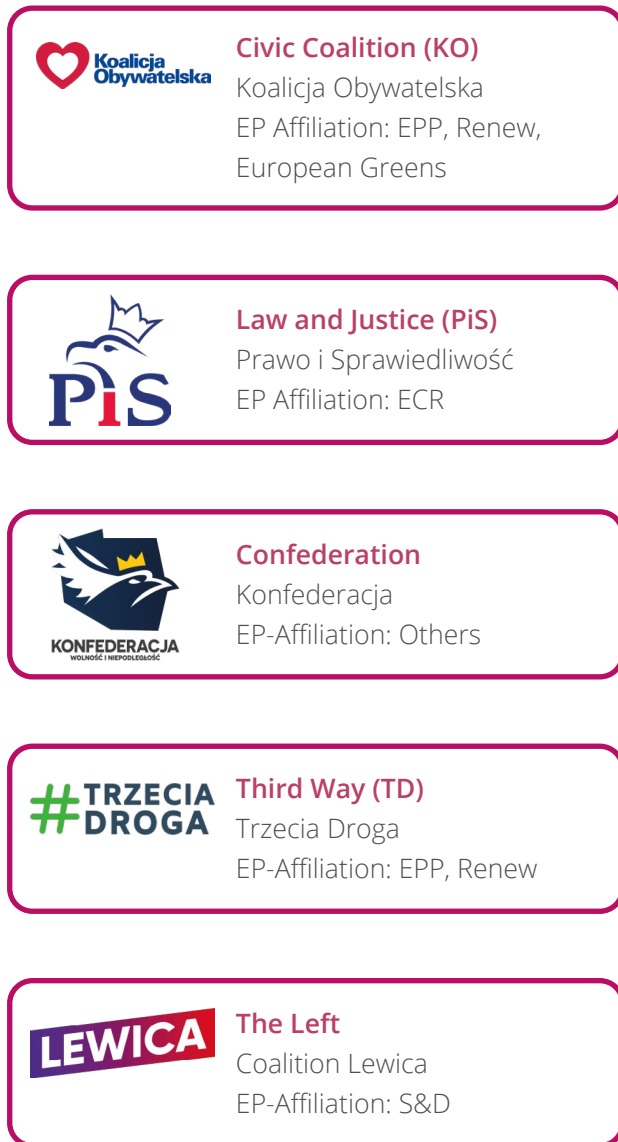 Koalicja
Obywatelska
Civic Coalition (KO)
Koalicja Obywatelska
EP Affiliation: EPP, Renew,
European Greens
PiS
Law and Justice (PiS)
Prawo i Sprawiedliwość
EP Affiliation: ECR
KONFEDERACJA
WOLNOŚĆ I NIEPODLEGŁOŚĆ
Confederation
Konfederacja
EP-Affiliation: Others
#TRZECIA
DROGA
Third Way (TD)
Trzecia Droga
EP-Affiliation: EPP, Renew
LEWICA
The Left
Coalition Lewica
EP-Affiliation: S&D